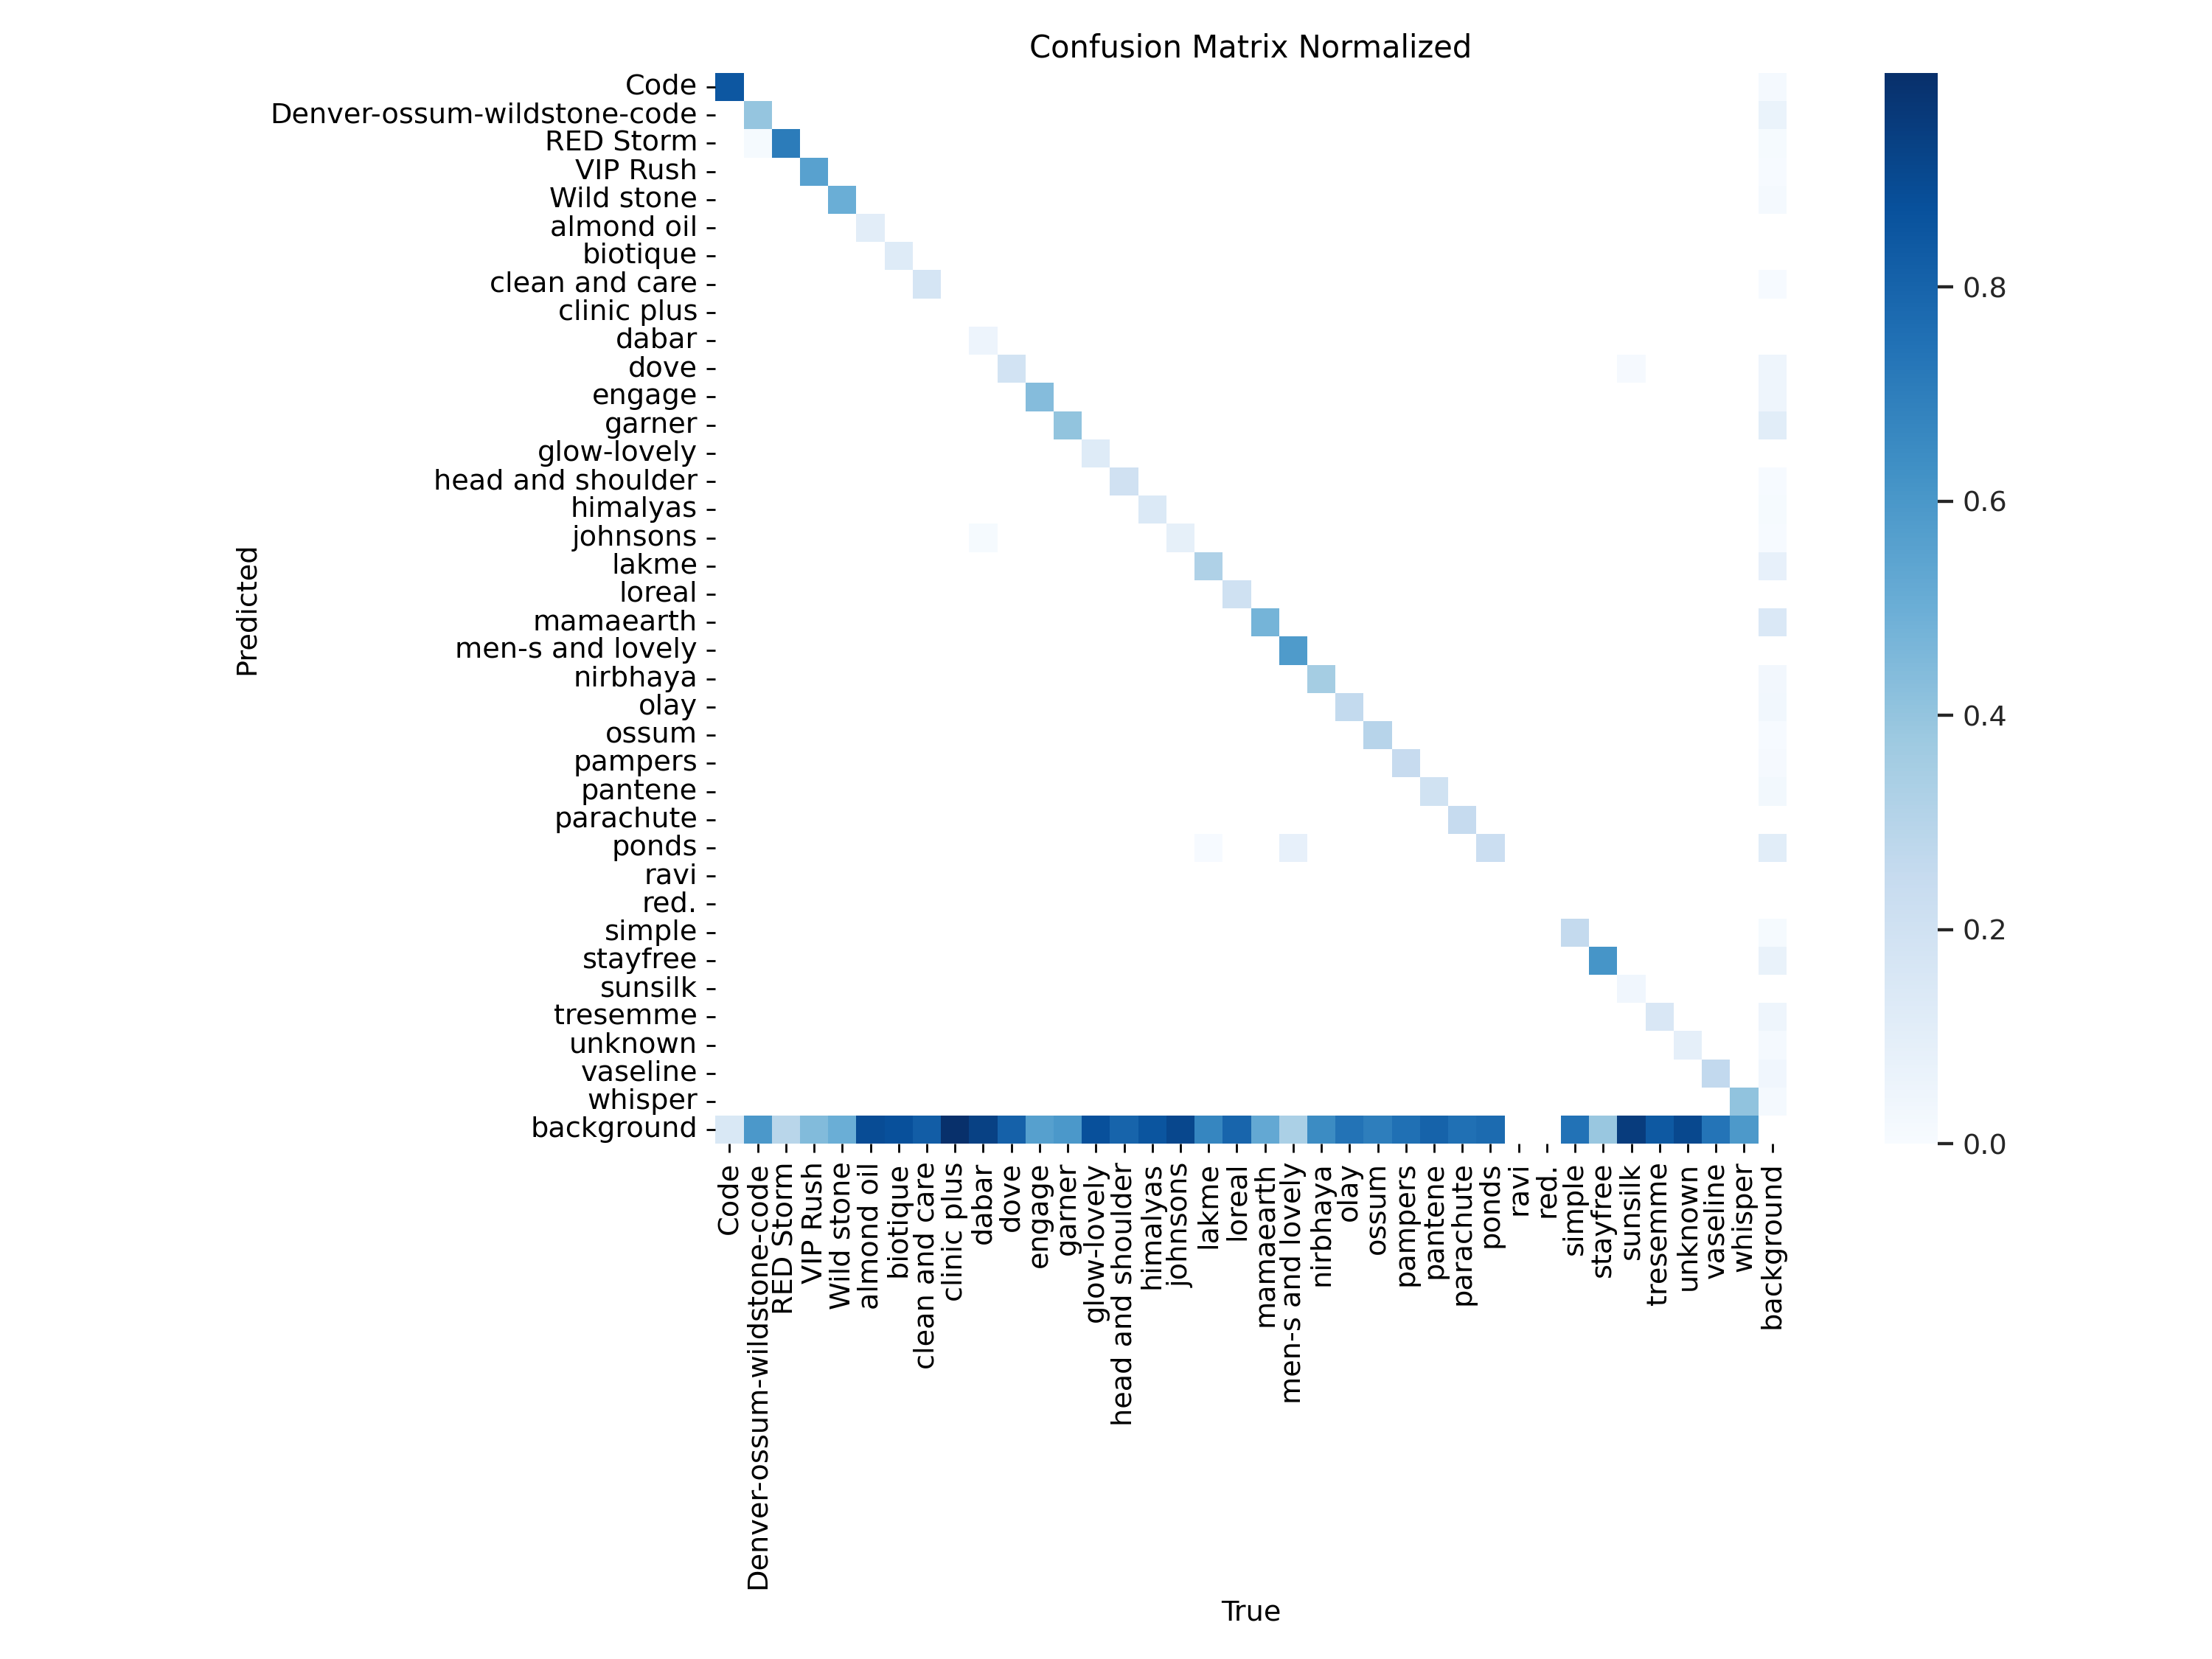 Confusion Matrix Normalized
Code
Denver-ossum-wildstone-code
RED Storm
VIP Rush
Wild stone
almond oil
biotique
clean and care
clinic plus
dabar
dove
engage
garner
glow-lovely
head and shoulder
himalyas
johnsons
lakme
loreal
mamaearth
men-s and lovely
nirbhaya
olay
ossum
pampers
pantene
parachute
ponds
ravi
red.
simple
stayfree
sunsilk
tresemme
unknown
vaseline
whisper
background
Predicted
Code
Denver-ossum-wildstone-code
RED Storm
VIP Rush
Wild stone
almond oil
biotique
clean and care
clinic plus
dabar
dove
engage
garner
glow-lovely
head and shoulder
himalyas
johnsons
lakme
loreal
mamaearth
men-s and lovely
nirbhaya
olay
ossum
pampers
pantene
parachute
ponds
ravi
red.
simple
stayfree
sunsilk
tresemme
unknown
vaseline
whisper
background
True
0.8
0.6
0.4
0.2
0.0